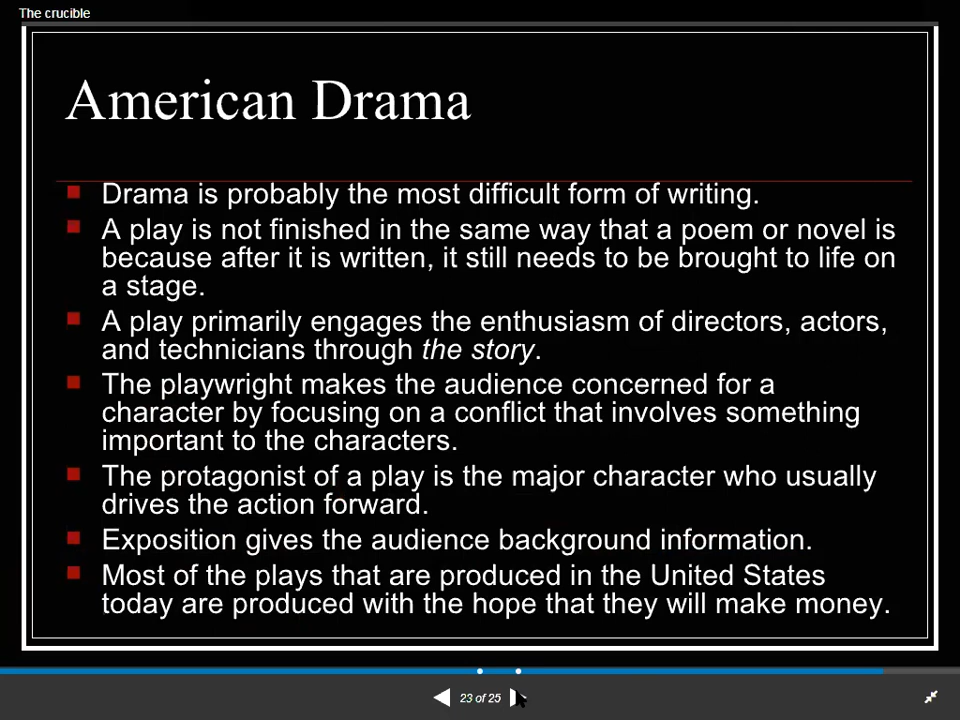 The crucible
American Drama
Drama is probably the most difficult form of writing.
A play is not finished in the same way that a poem or novel is
because after it is written, it still needs to be brought to life on
a stage.
A play primarily engages the enthusiasm of directors, actors,
and technicians through the story.
The playwright makes the audience concerned for a
character by focusing on a conflict that involves something
important to the characters.
The protagonist of a play is the major character who usually
drives the action forward.
Exposition gives the audience background information.
Most of the plays that are produced in the United States
today are produced with the hope that they will make money.
23 of 25